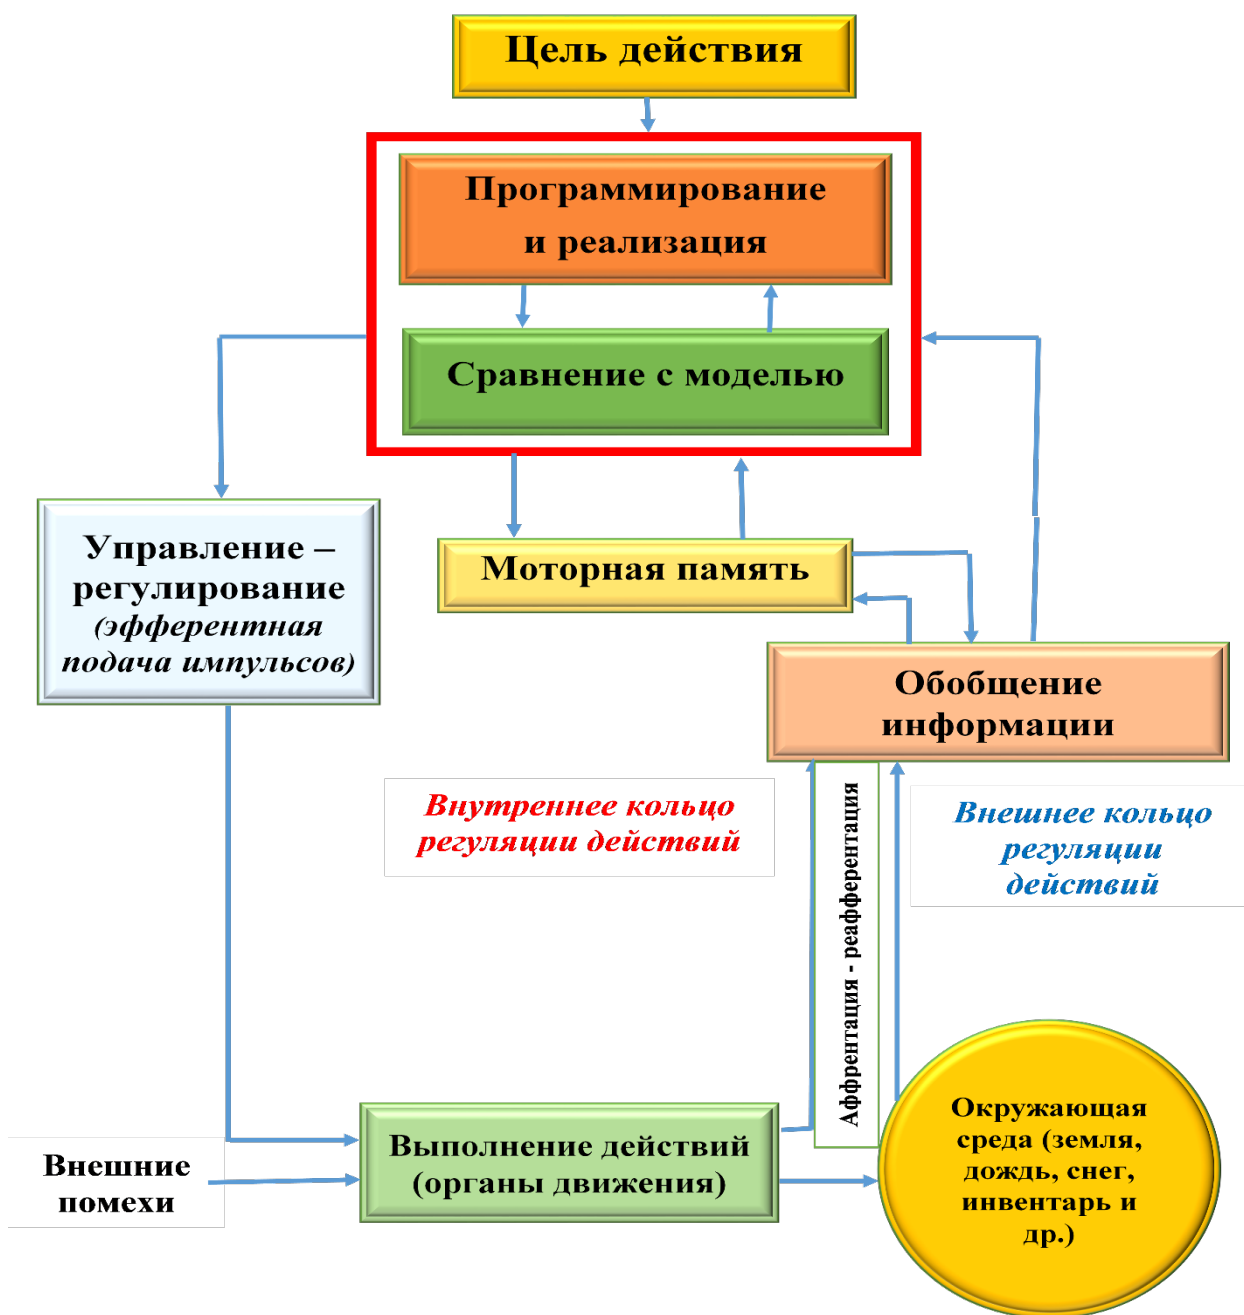 Цель действия
Программирование
и реализация
Сравнение с моделью
Управление –
регулирование
(эфферентная
подача импульсов)
Моторная память
Обобщение
информации
Внутреннее кольцо
регуляции действий
Аффрентация - реафферентация
Внешнее кольцо
регуляции
действий
Внешние
помехи
Выполнение действий
(органы движения)
Окружающая
среда (земля,
дождь, снег,
инвентарь и
др.)